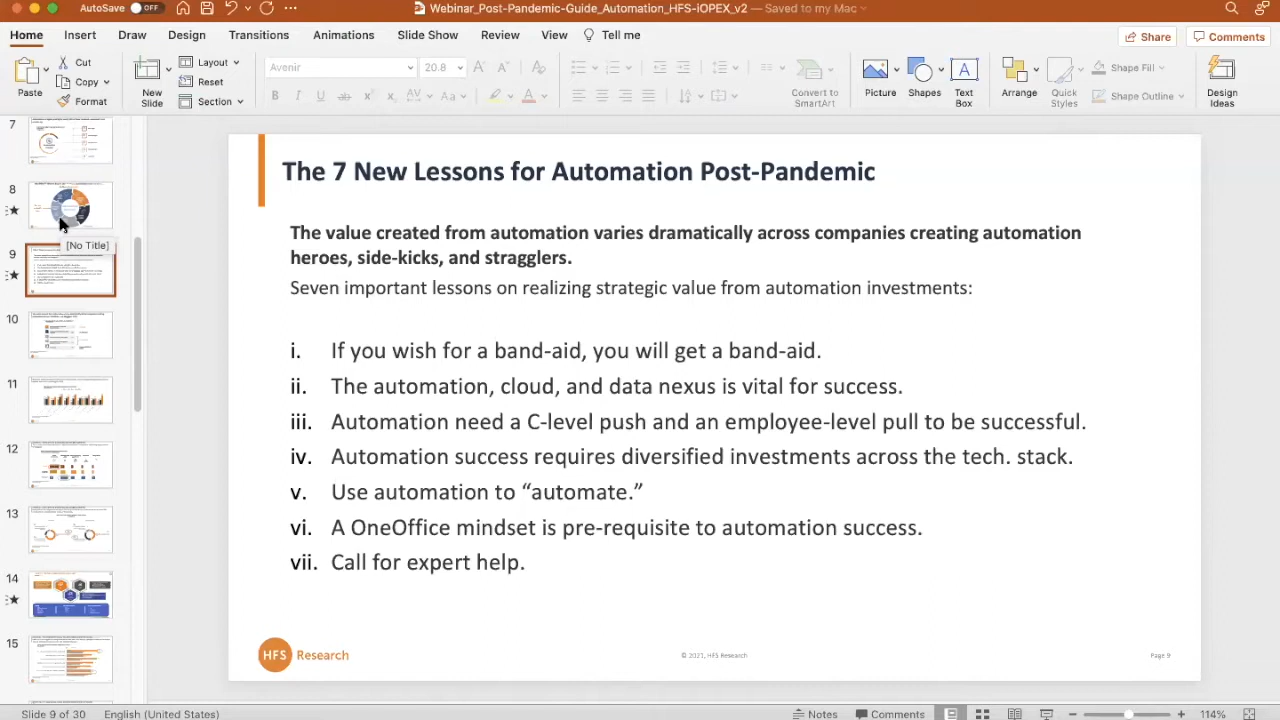 AutoSave OFF
Webinar_Post-Pandemic-Guide_Automation_HFS-IOPEX_v2 — Saved to my Mac
Home Insert Draw Design Transitions Animations Slide Show Review View Tell me
Share Comments
Paste
Cut
Copy
Format
New
Slide
Layout
Reset
Section
Avenir 20.8
Convert to
SmartArt
Picture Shapes Text
Box
Arrange Quick
Styles
Shape Fill
Shape Outline
Design
Ideas
7
8
[No Title]
10
11
13
14
15
The 7 New Lessons for Automation Post-Pandemic
The value created from automation varies dramatically across companies creating automation
heroes, side-kicks, and stragglers.
Seven important lessons on realizing strategic value from automation investments:
i. If you wish for a band-aid, you will get a band-aid.
ii. The automation, cloud, and data nexus is vital for success.
iii. Automation need a C-level push and an employee-level pull to be successful.
iv. Automation success requires diversified investments across the tech. stack.
v. Use automation to “automate.”
vi A OneOffice mindset is pre-requisite to automation success.
vii. Call for expert help.
HFS Research
© 2021, HFS Research
Page 9
Slide 9 of 30 English (United States)
Notes Comments 114%